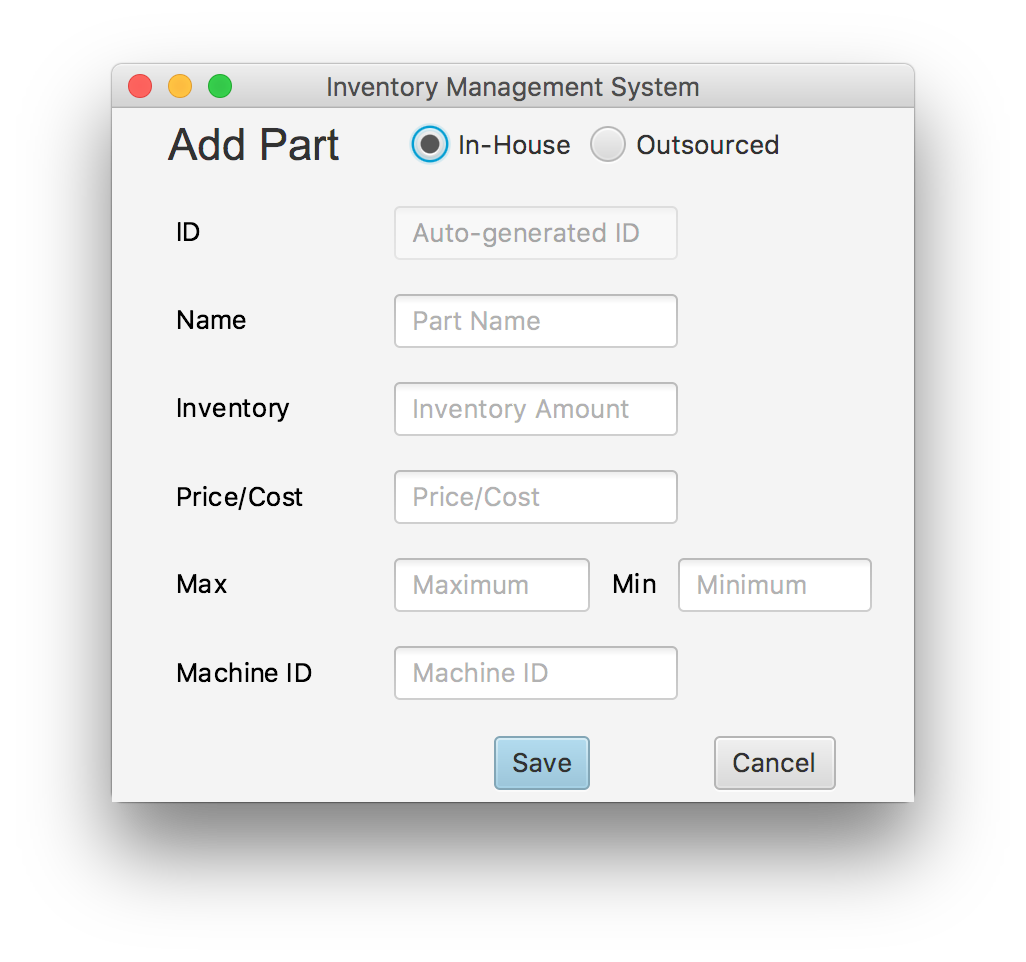 Inventory Management System
Add Part In-House Outsourced
ID Auto-generated ID
Name Part Name
Inventory Inventory Amount
Price/Cost Price/Cost
Max Maximum Min Minimum
Machine ID Machine ID
Save Cancel